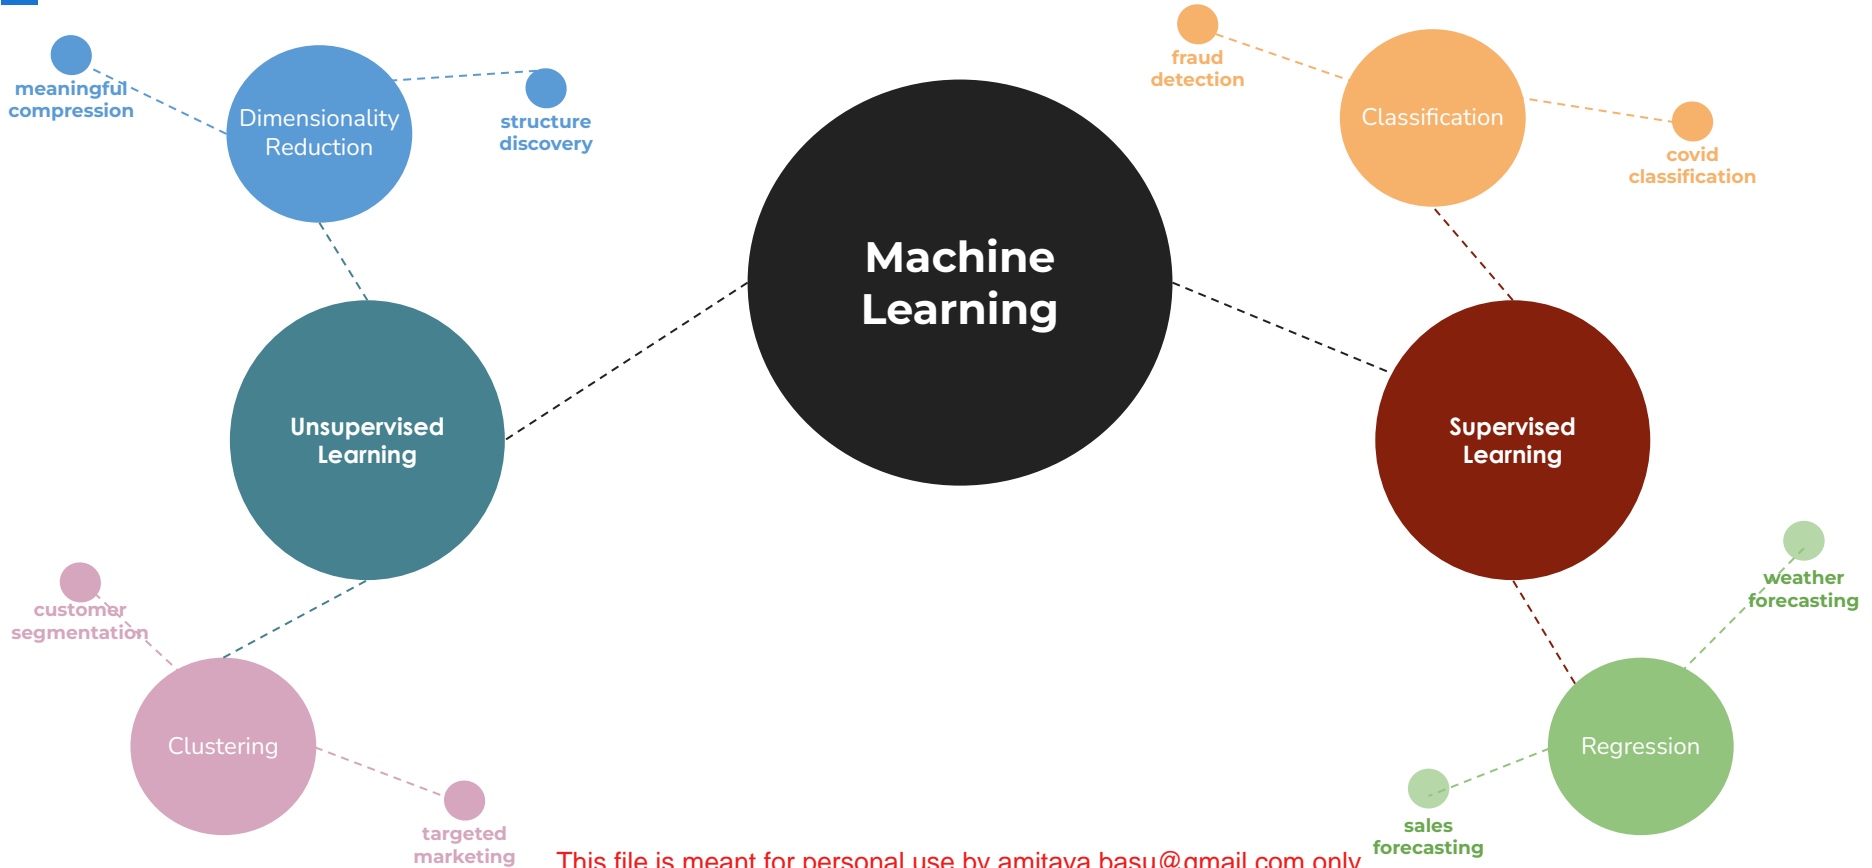 meaningful
compression
Dimensionality
Reduction
structure
discovery
Machine
Learning
fraud
detection
Classification
covid
classification
Unsupervised
Learning
Supervised
Learning
customer
segmentation
Clustering
targeted
marketing
weather
forecasting
Regression
sales
forecasting
This file is meant for personal use by amitava.basu@gmail.com only.